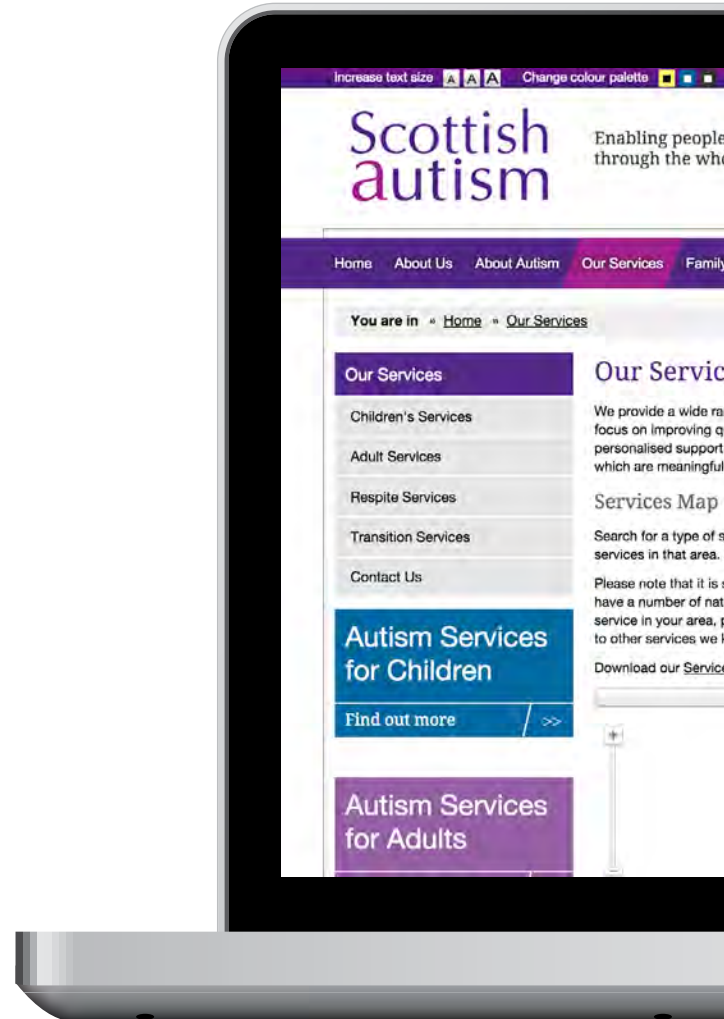 Increase text size A A A Change colour palette
Scottish
autism
Enabling people
through the who
Home About Us About Autism Our Services Family
You are in » Home » Our Services
Our Services
Children's Services
Adult Services
Respite Services
Transition Services
Contact Us
Autism Services
for Children
Find out more >>
Autism Services
for Adults
Our Servic
We provide a wide ra
focus on improving q
personalised support
which are meaningful
Services Map
Search for a type of s
services in that area.
Please note that it is s
have a number of nat
service in your area, p
to other services we k
Download our Service